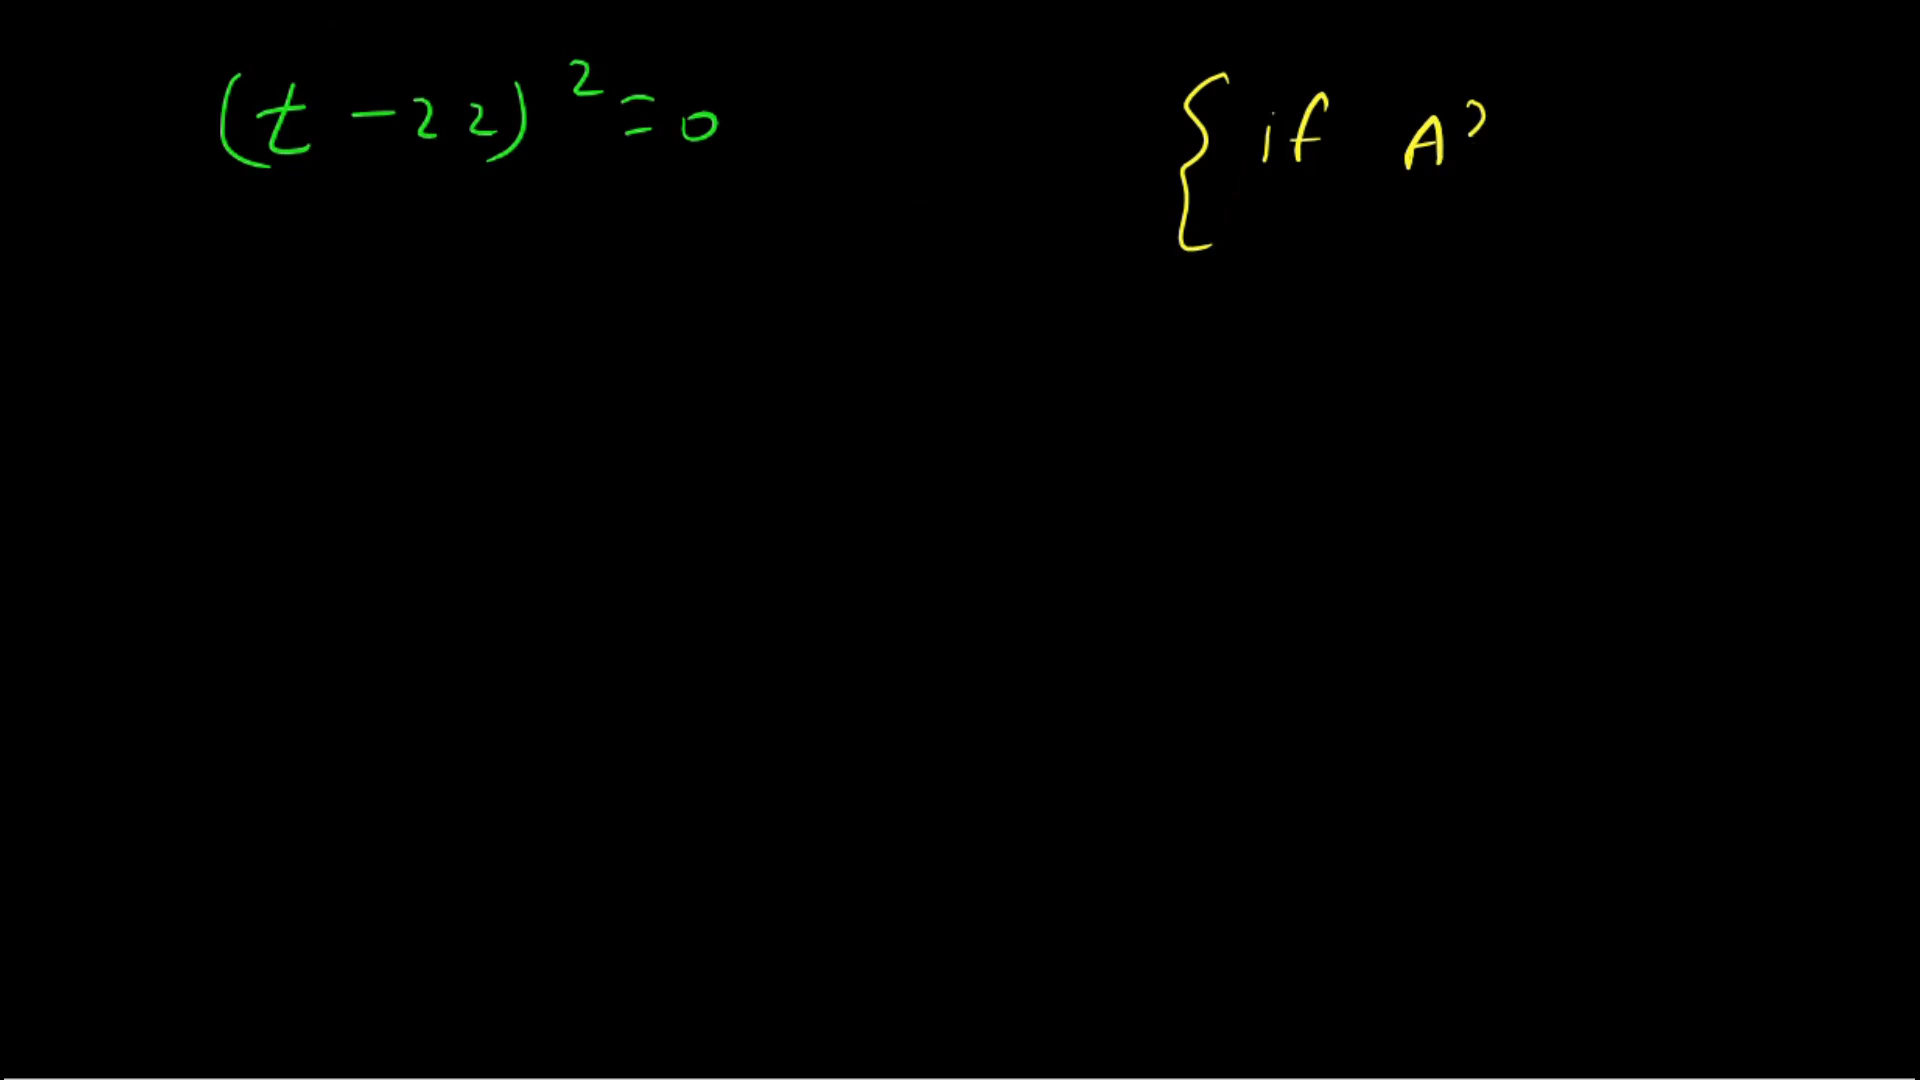 (t - 22)² = 0
{ if A